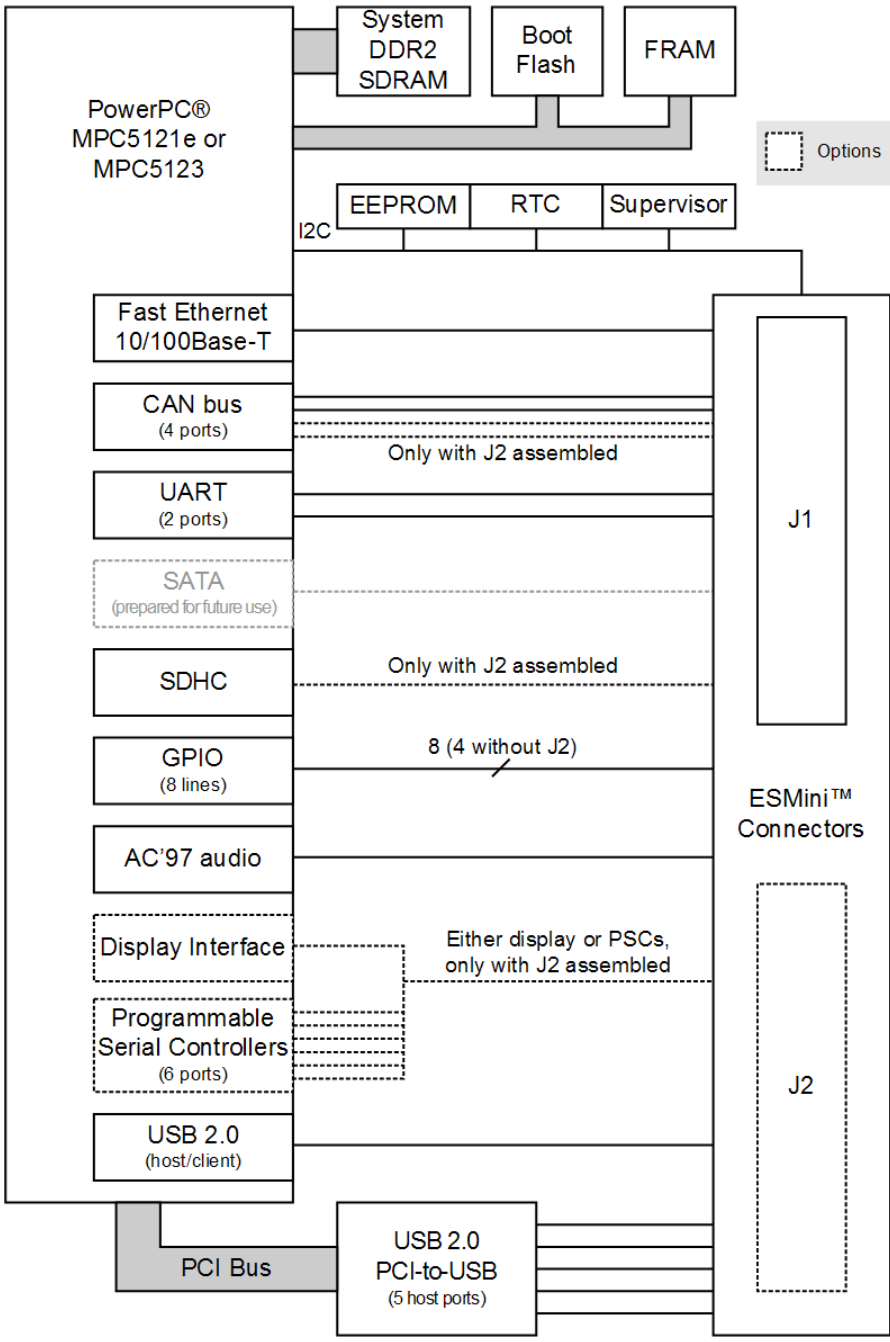 System
DDR2
SDRAM
Boot
Flash
FRAM
PowerPC®
MPC5121e or
MPC5123
Options
EEPROM
RTC
Supervisor
I2C
Fast Ethernet
10/100Base-T
CAN bus
(4 ports)
Only with J2 assembled
UART
(2 ports)
J1
SATA
(prepared for future use)
SDHC
Only with J2 assembled
GPIO
(8 lines)
8 (4 without J2)
ESMini™
Connectors
AC'97 audio
Display Interface
Either display or PSCs,
only with J2 assembled
Programmable
Serial Controllers
(6 ports)
J2
USB 2.0
(host/client)
PCI Bus
USB 2.0
PCI-to-USB
(5 host ports)